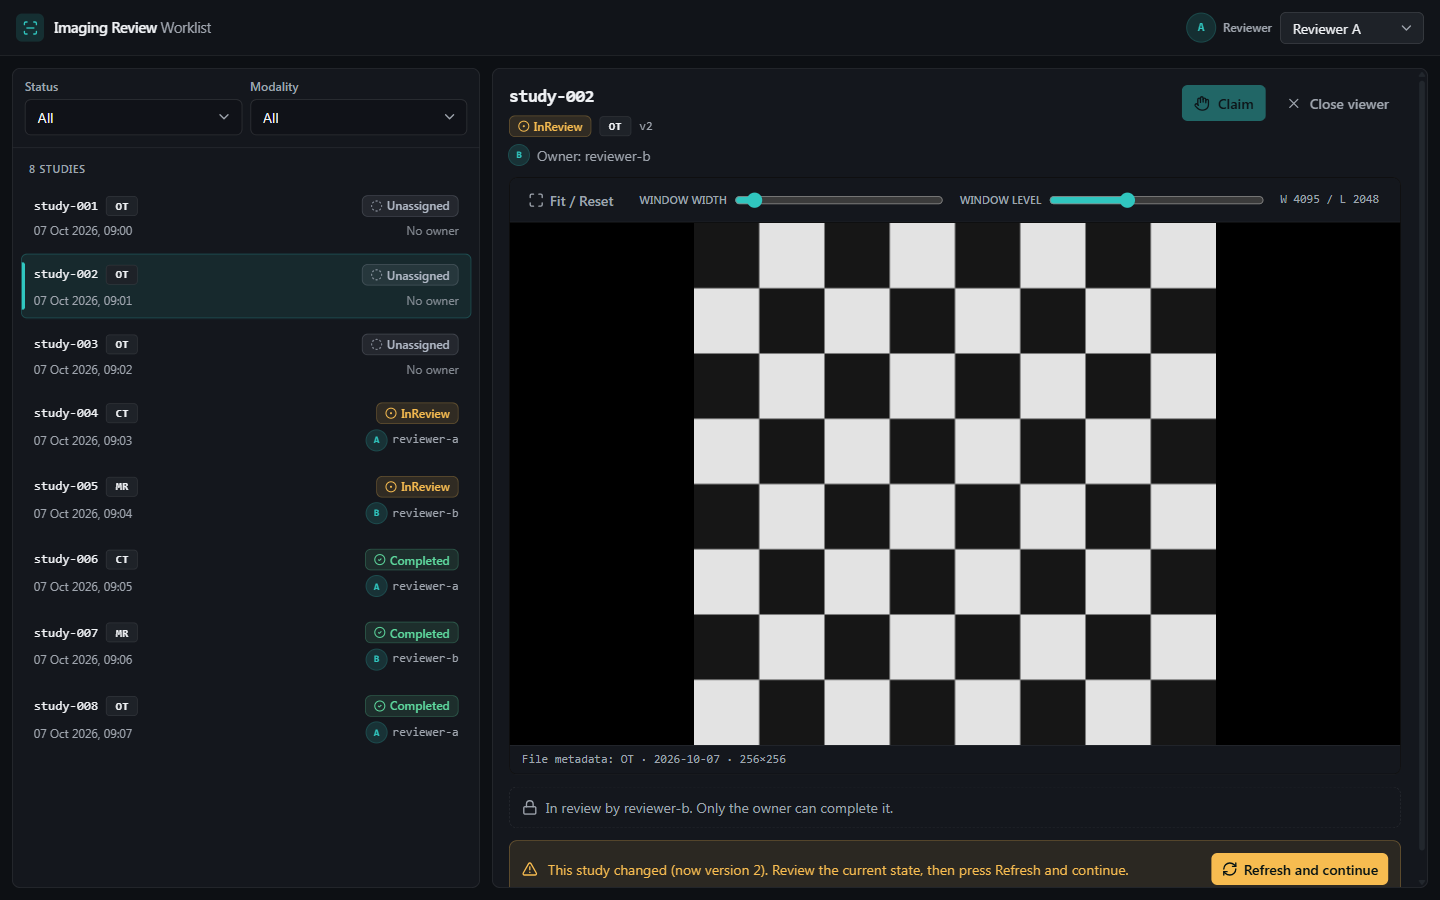 Imaging Review Worklist
A Reviewer Reviewer A
Status Modality
All All
8 STUDIES
study-001 OT Unassigned
07 Oct 2026, 09:00 No owner
study-002 OT Unassigned
07 Oct 2026, 09:01 No owner
study-003 OT Unassigned
07 Oct 2026, 09:02 No owner
study-004 CT InReview
07 Oct 2026, 09:03 A reviewer-a
study-005 MR InReview
07 Oct 2026, 09:04 B reviewer-b
study-006 CT Completed
07 Oct 2026, 09:05 A reviewer-a
study-007 MR Completed
07 Oct 2026, 09:06 B reviewer-b
study-008 OT Completed
07 Oct 2026, 09:07 A reviewer-a
study-002
Claim Close viewer
InReview OT v2
B Owner: reviewer-b
Fit / Reset WINDOW WIDTH WINDOW LEVEL W 4095 / L 2048
File metadata: OT · 2026-10-07 · 256×256
In review by reviewer-b. Only the owner can complete it.
This study changed (now version 2). Review the current state, then press Refresh and continue. Refresh and continue